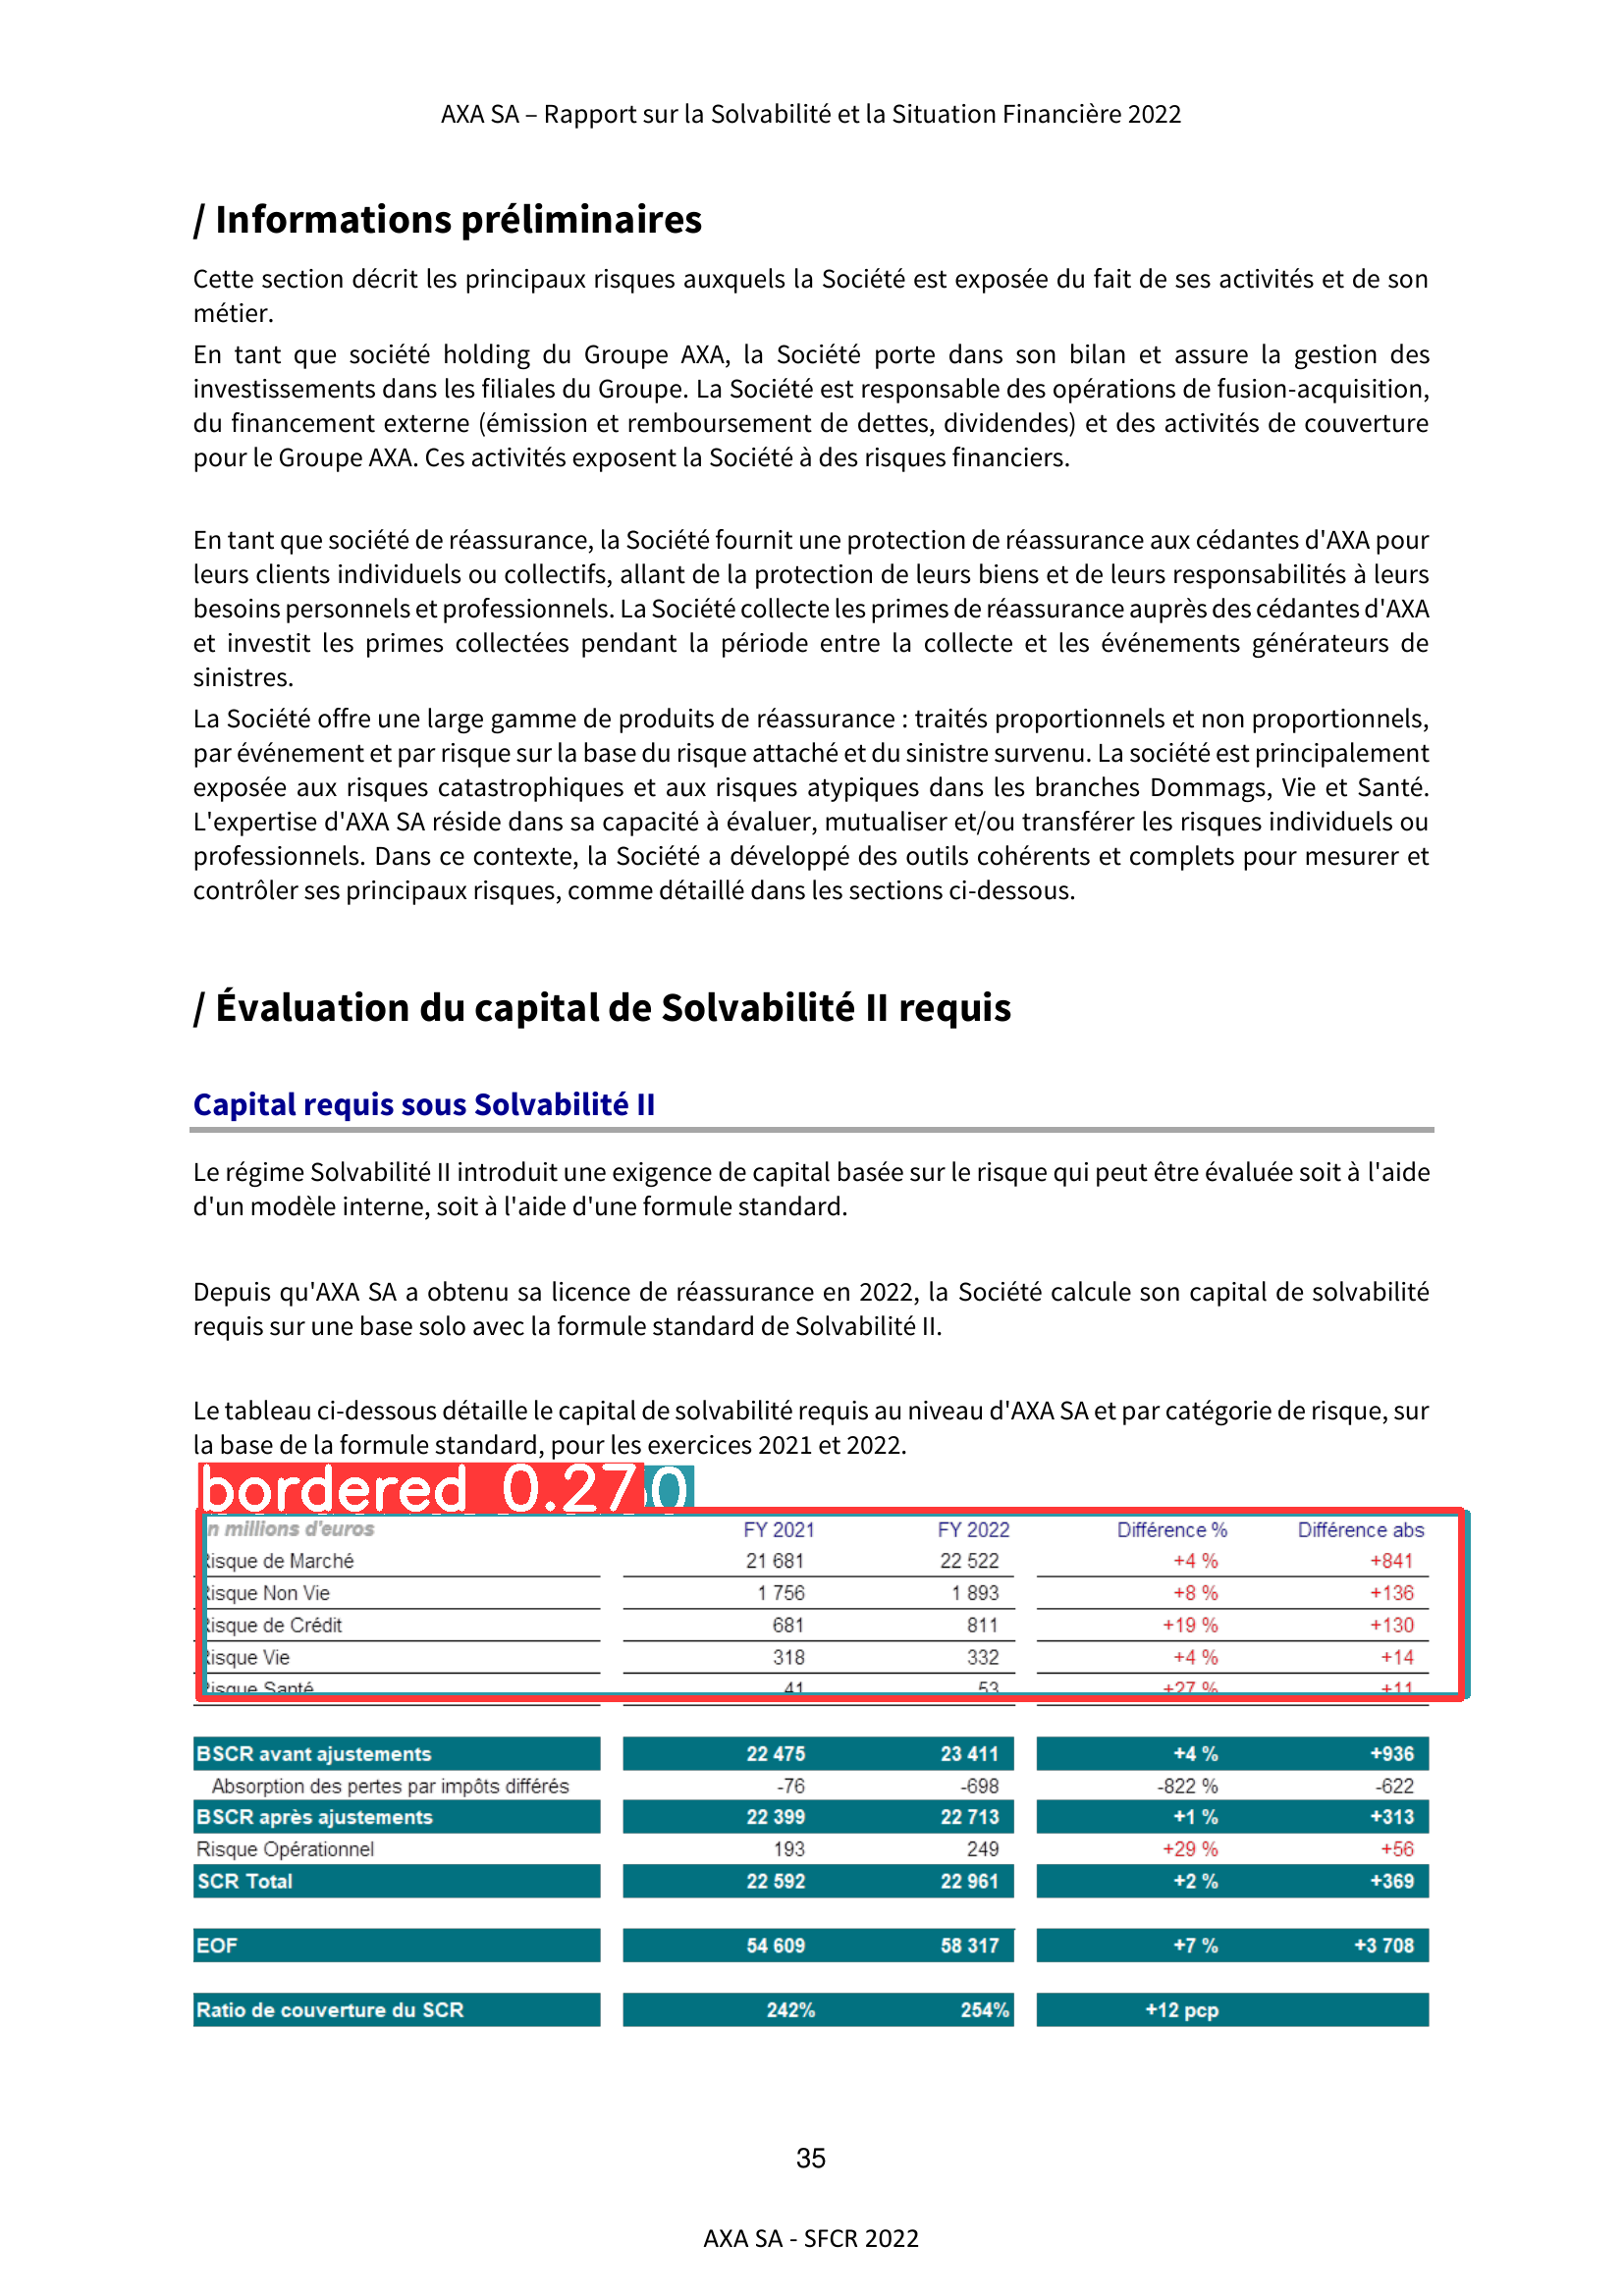 AXA SA – Rapport sur la Solvabilité et la Situation Financière 2022
/ Informations préliminaires
Cette section décrit les principaux risques auxquels la Société est exposée du fait de ses activités et de son
métier.
En tant que société holding du Groupe AXA, la Société porte dans son bilan et assure la gestion des
investissements dans les filiales du Groupe. La Société est responsable des opérations de fusion-acquisition,
du financement externe (émission et remboursement de dettes, dividendes) et des activités de couverture
pour le Groupe AXA. Ces activités exposent la Société à des risques financiers.
En tant que société de réassurance, la Société fournit une protection de réassurance aux cédantes d'AXA pour
leurs clients individuels ou collectifs, allant de la protection de leurs biens et de leurs responsabilités à leurs
besoins personnels et professionnels. La Société collecte les primes de réassurance auprès des cédantes d'AXA
et investit les primes collectées pendant la période entre la collecte et les événements générateurs de
sinistres.
La Société offre une large gamme de produits de réassurance : traités proportionnels et non proportionnels,
par événement et par risque sur la base du risque attaché et du sinistre survenu. La société est principalement
exposée aux risques catastrophiques et aux risques atypiques dans les branches Dommags, Vie et Santé.
L'expertise d'AXA SA réside dans sa capacité à évaluer, mutualiser et/ou transférer les risques individuels ou
professionnels. Dans ce contexte, la Société a développé des outils cohérents et complets pour mesurer et
contrôler ses principaux risques, comme détaillé dans les sections ci-dessous.
/ Évaluation du capital de Solvabilité II requis
Capital requis sous Solvabilité II
Le régime Solvabilité II introduit une exigence de capital basée sur le risque qui peut être évaluée soit à l'aide
d'un modèle interne, soit à l'aide d'une formule standard.
Depuis qu'AXA SA a obtenu sa licence de réassurance en 2022, la Société calcule son capital de solvabilité
requis sur une base solo avec la formule standard de Solvabilité II.
Le tableau ci-dessous détaille le capital de solvabilité requis au niveau d'AXA SA et par catégorie de risque, sur
la base de la formule standard, pour les exercices 2021 et 2022.
bordered 0.27 0
n millions d'euros FY 2021 FY 2022 Différence % Différence abs
Risque de Marché 21 681 22 522 +4 % +841
Risque Non Vie 1 756 1 893 +8 % +136
Risque de Crédit 681 811 +19 % +130
Risque Vie 318 332 +4 % +14
Risque Santé 41 53 +27 % +11
BSCR avant ajustements 22 475 23 411 +4 % +936
Absorption des pertes par impôts différés -76 -698 -822 % -622
BSCR après ajustements 22 399 22 713 +1 % +313
Risque Opérationnel 193 249 +29 % +56
SCR Total 22 592 22 961 +2 % +369
EOF 54 609 58 317 +7 % +3 708
Ratio de couverture du SCR 242% 254% +12 pcp
35
AXA SA - SFCR 2022